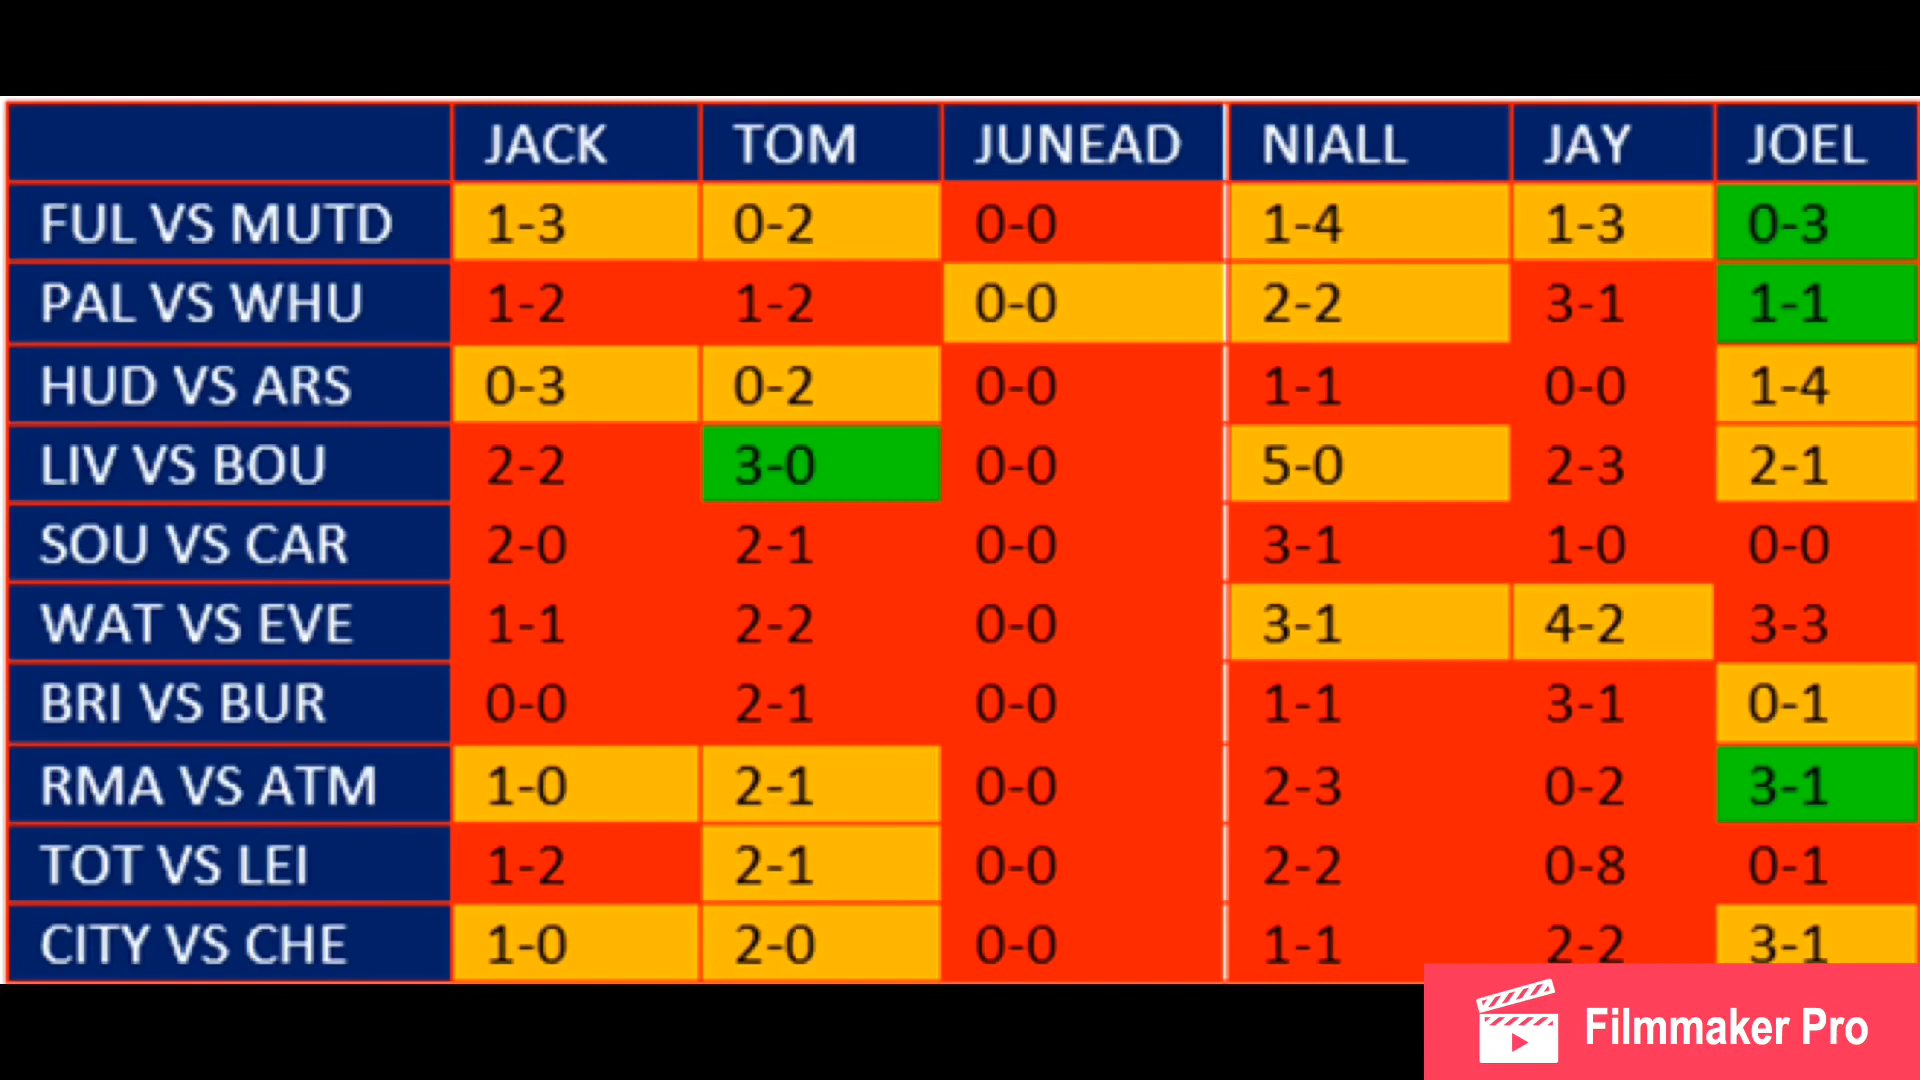 JACK TOM JUNEAD NIALL JAY JOEL
FUL VS MUTD 1-3 0-2 0-0 1-4 1-3 0-3
PAL VS WHU 1-2 1-2 0-0 2-2 3-1 1-1
HUD VS ARS 0-3 0-2 0-0 1-1 0-0 1-4
LIV VS BOU 2-2 3-0 0-0 5-0 2-3 2-1
SOU VS CAR 2-0 2-1 0-0 3-1 1-0 0-0
WAT VS EVE 1-1 2-2 0-0 3-1 4-2 3-3
BRI VS BUR 0-0 2-1 0-0 1-1 3-1 0-1
RMA VS ATM 1-0 2-1 0-0 2-3 0-2 3-1
TOT VS LEI 1-2 2-1 0-0 2-2 0-8 0-1
CITY VS CHE 1-0 2-0 0-0 1-1 2-2 3-1
Filmmaker Pro